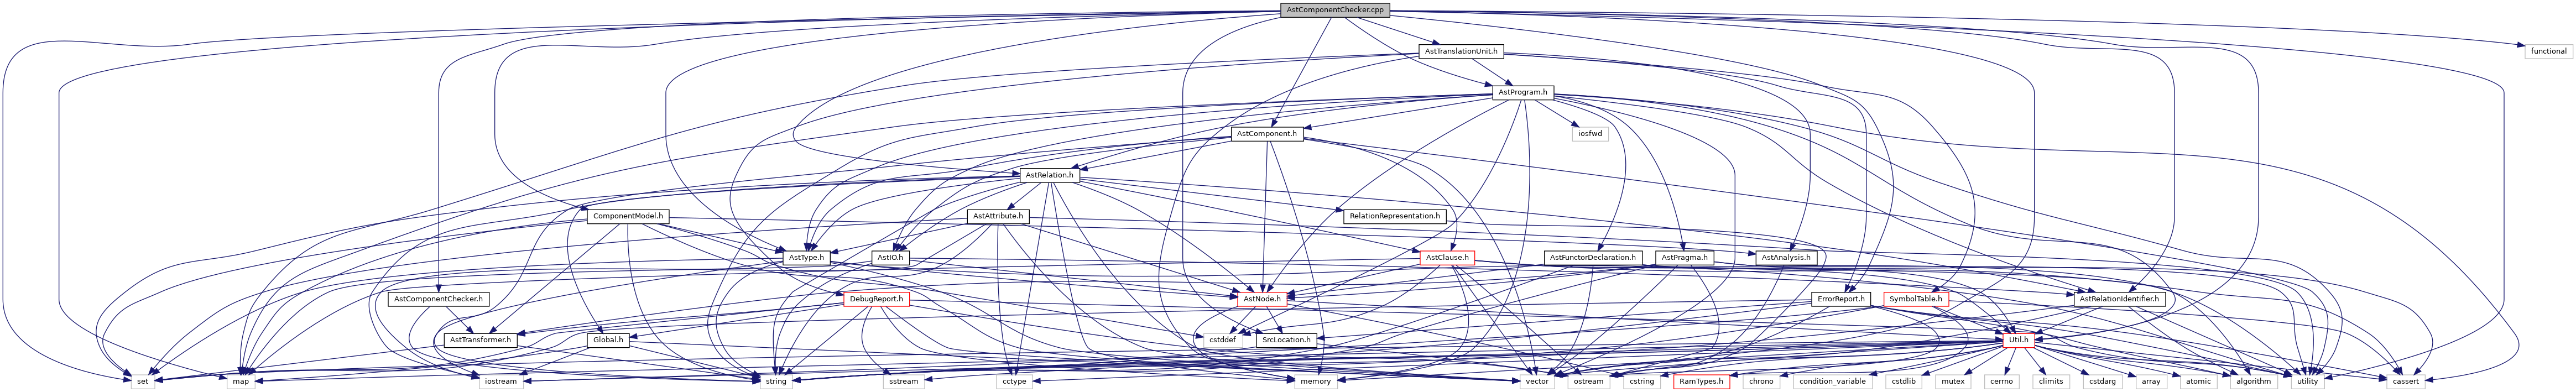 AstComponentChecker.cpp
AstTranslationUnit.h
functional
AstProgram.h
AstComponent.h
iosfwd
AstRelation.h
ComponentModel.h
AstAttribute.h
RelationRepresentation.h
AstType.h
AstIO.h
AstClause.h
AstFunctorDeclaration.h
AstPragma.h
AstAnalysis.h
AstComponentChecker.h
DebugReport.h
AstNode.h
ErrorReport.h
SymbolTable.h
AstRelationIdentifier.h
AstTransformer.h
Global.h
cstddef
SrcLocation.h
Util.h
set
map
iostream
string
sstream
cctype
memory
vector
ostream
cstring
RamTypes.h
chrono
condition_variable
cstdlib
mutex
cerrno
climits
cstdarg
array
atomic
algorithm
utility
cassert